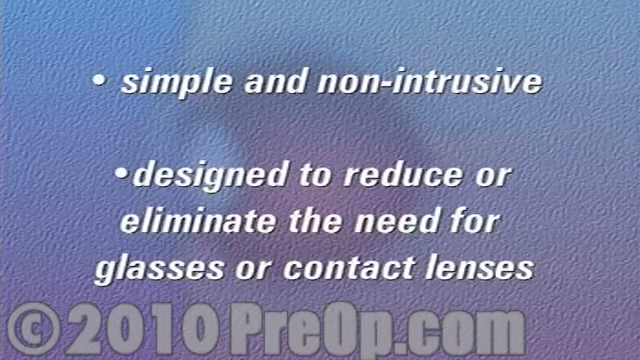 • simple and non-intrusive
•designed to reduce or
eliminate the need for
glasses or contact lenses
© 2010 PreOp.com